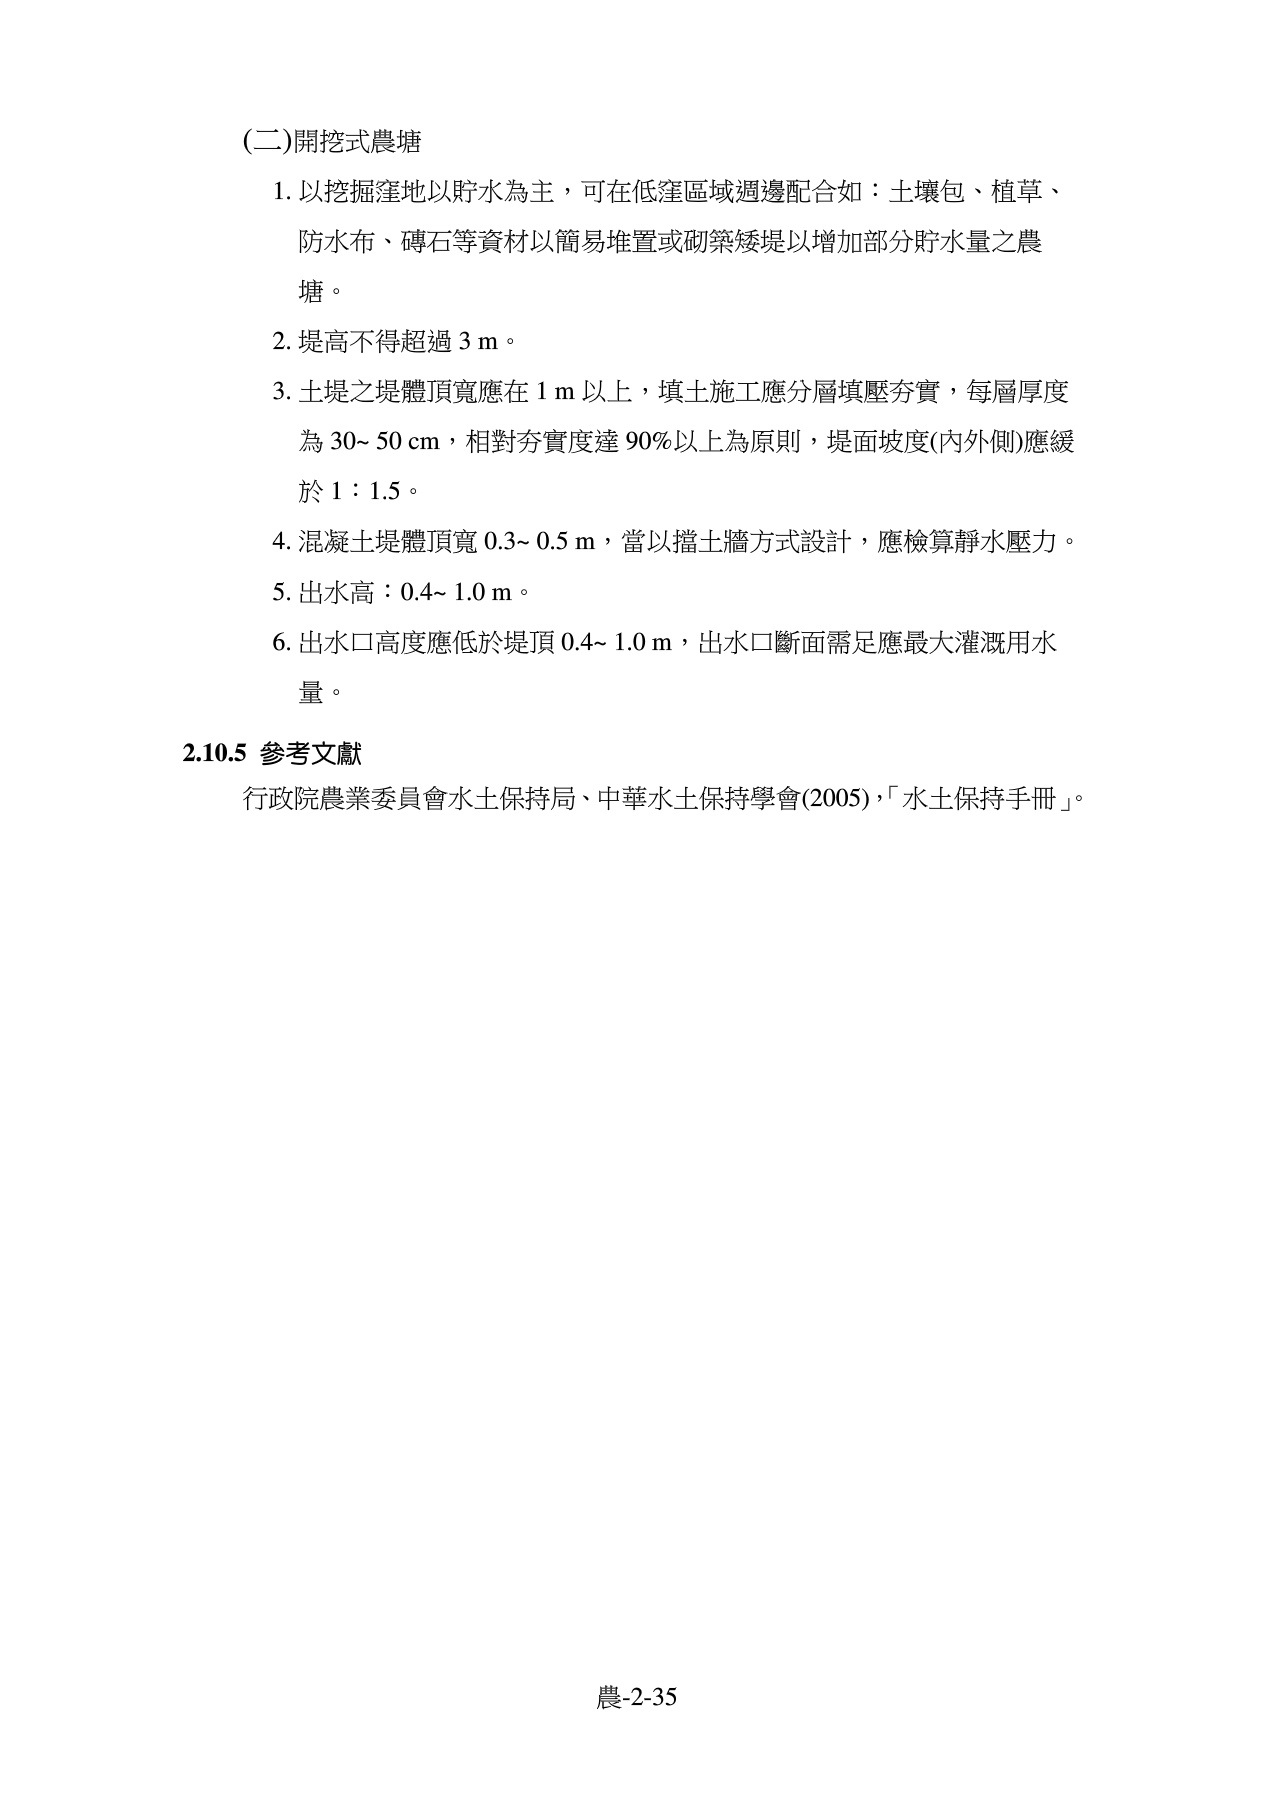 (二)開挖式農塘
1. 以挖掘窪地以貯水為主，可在低窪區域週邊配合如：土壤包、植草、
防水布、磚石等資材以簡易堆置或砌築矮堤以增加部分貯水量之農
塘。
2. 堤高不得超過 3 m。
3. 土堤之堤體頂寬應在 1 m 以上，填土施工應分層填壓夯實，每層厚度
為 30~ 50 cm，相對夯實度達 90%以上為原則，堤面坡度(內外側)應緩
於 1：1.5。
4. 混凝土堤體頂寬 0.3~ 0.5 m，當以擋土牆方式設計，應檢算靜水壓力。
5. 出水高：0.4~ 1.0 m。
6. 出水口高度應低於堤頂 0.4~ 1.0 m，出水口斷面需足應最大灌溉用水
量。
2.10.5 參考文獻
行政院農業委員會水土保持局、中華水土保持學會(2005)，「水土保持手冊」。
農-2-35